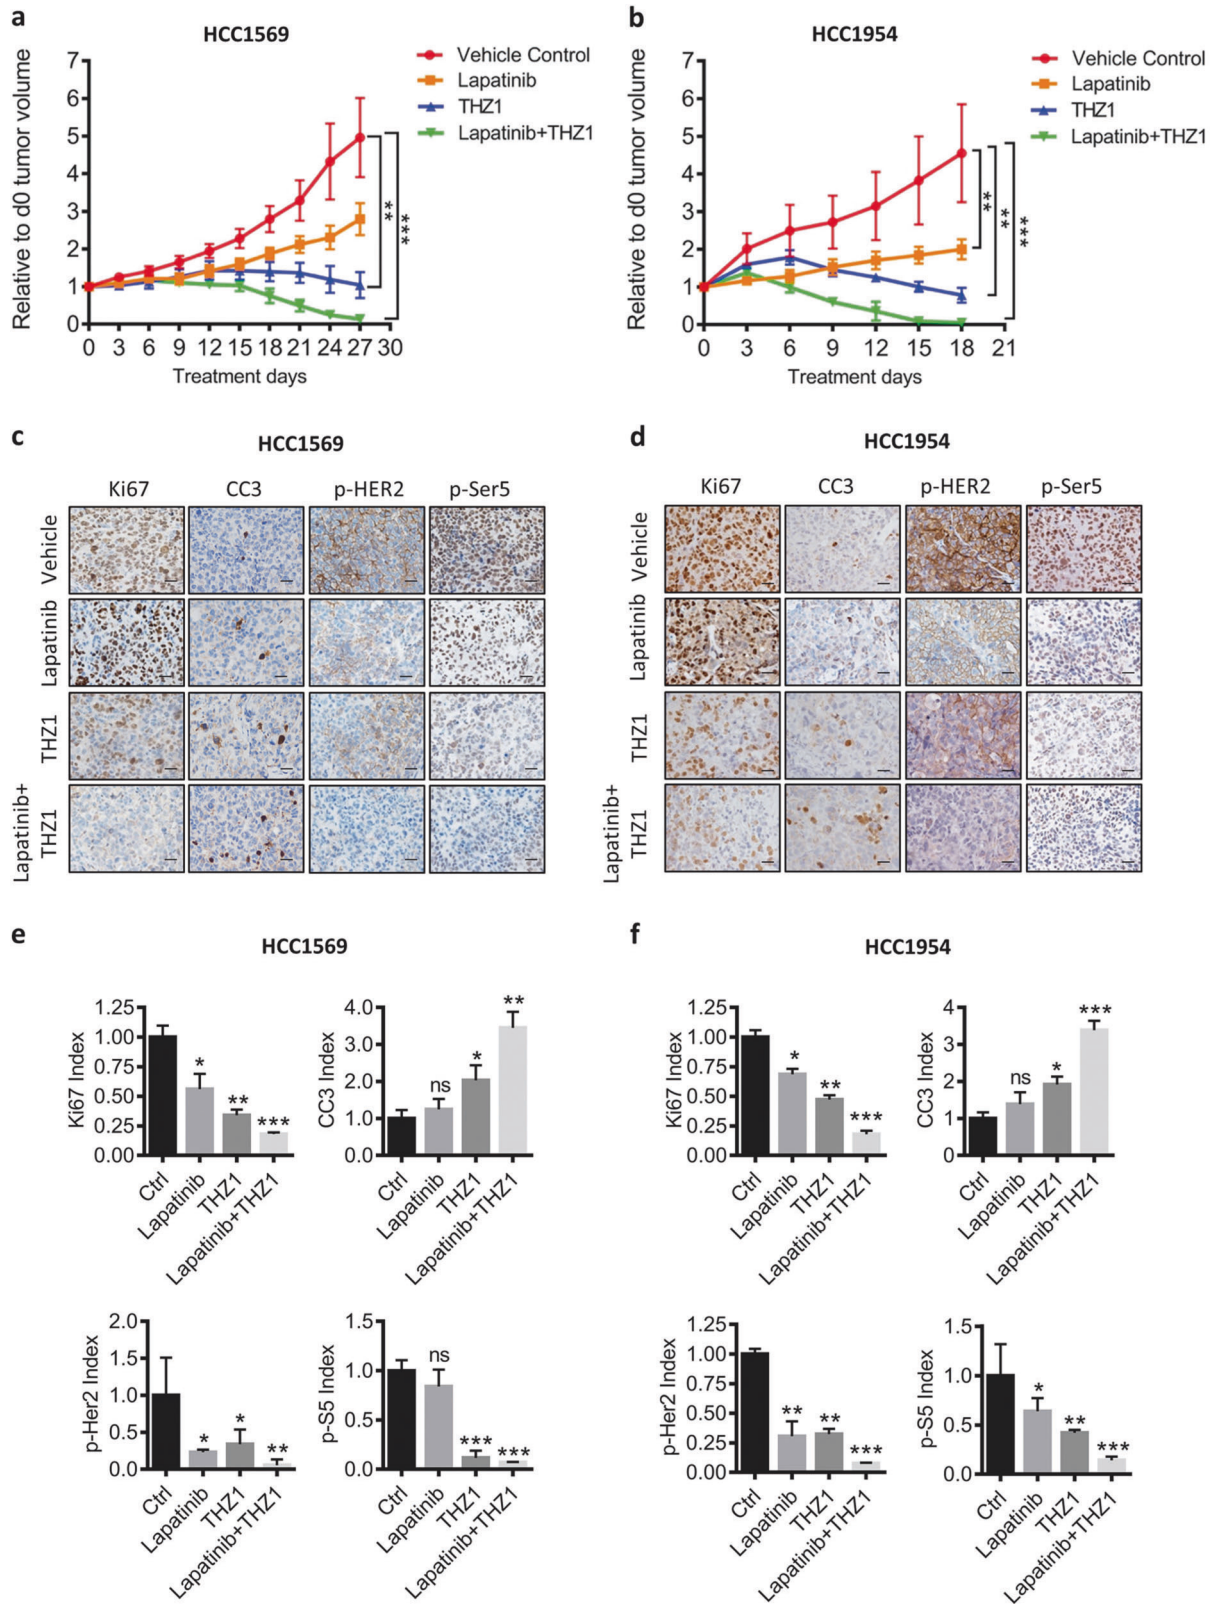 a
HCC1569
Relative to d0 tumor volume
7
6
5
4
3
2
1
0
0 3 6 9 12 15 18 21 24 27 30
Treatment days
Vehicle Control
Lapatinib
THZ1
Lapatinib+THZ1
**
***
b
HCC1954
Relative to d0 tumor volume
7
6
5
4
3
2
1
0
0 3 6 9 12 15 18 21
Treatment days
Vehicle Control
Lapatinib
THZ1
Lapatinib+THZ1
**
**
***
c
HCC1569
Ki67 CC3 p-HER2 p-Ser5
Vehicle
Lapatinib
THZ1
Lapatinib+
THZ1
d
HCC1954
Ki67 CC3 p-HER2 p-Ser5
Vehicle
Lapatinib
THZ1
Lapatinib+
THZ1
e
HCC1569
Ki67 Index
1.25
1.00
0.75
0.50
0.25
0.00
*
**
***
Ctrl
Lapatinib
THZ1
Lapatinib+THZ1
CC3 Index
4.0
3.0
2.0
1.0
0.0
ns
*
**
Ctrl
Lapatinib
THZ1
Lapatinib+THZ1
p-Her2 Index
2.0
1.5
1.0
0.5
0.0
*
*
**
Ctrl
Lapatinib
THZ1
Lapatinib+THZ1
p-S5 Index
1.5
1.0
0.5
0.0
ns
***
***
Ctrl
Lapatinib
THZ1
Lapatinib+THZ1
f
HCC1954
Ki67 Index
1.25
1.00
0.75
0.50
0.25
0.00
*
**
***
Ctrl
Lapatinib
THZ1
Lapatinib+THZ1
CC3 Index
4
3
2
1
0
ns
*
***
Ctrl
Lapatinib
THZ1
Lapatinib+THZ1
p-Her2 Index
1.25
1.00
0.75
0.50
0.25
0.00
**
**
***
Ctrl
Lapatinib
THZ1
Lapatinib+THZ1
p-S5 Index
1.5
1.0
0.5
0.0
*
**
***
Ctrl
Lapatinib
THZ1
Lapatinib+THZ1